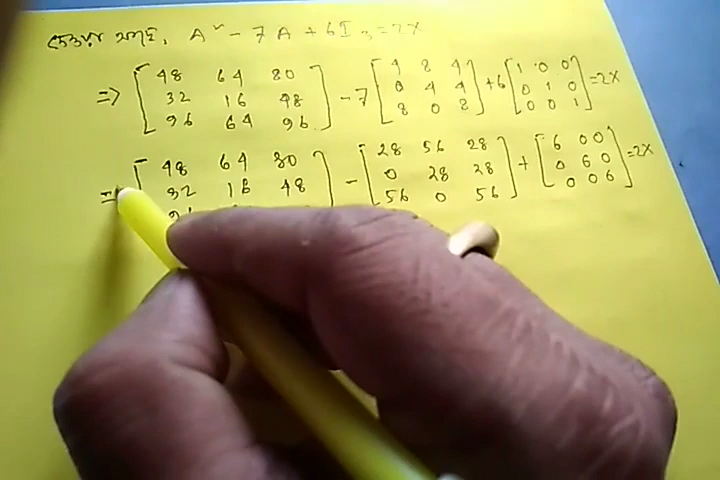 দেওয়া আছে, A² - 7A + 6I₃ = 2X
=> [48 64 80 32 16 48 96 64 96] - 7 [4 8 4 0 4 4 8 0 8] + 6 [1 0 0 0 1 0 0 0 1] = 2X
=> [48 64 80 32 16 48 96] - [28 56 28 0 28 28 56 0 56] + [6 0 0 0 6 0 0 0 6] = 2X